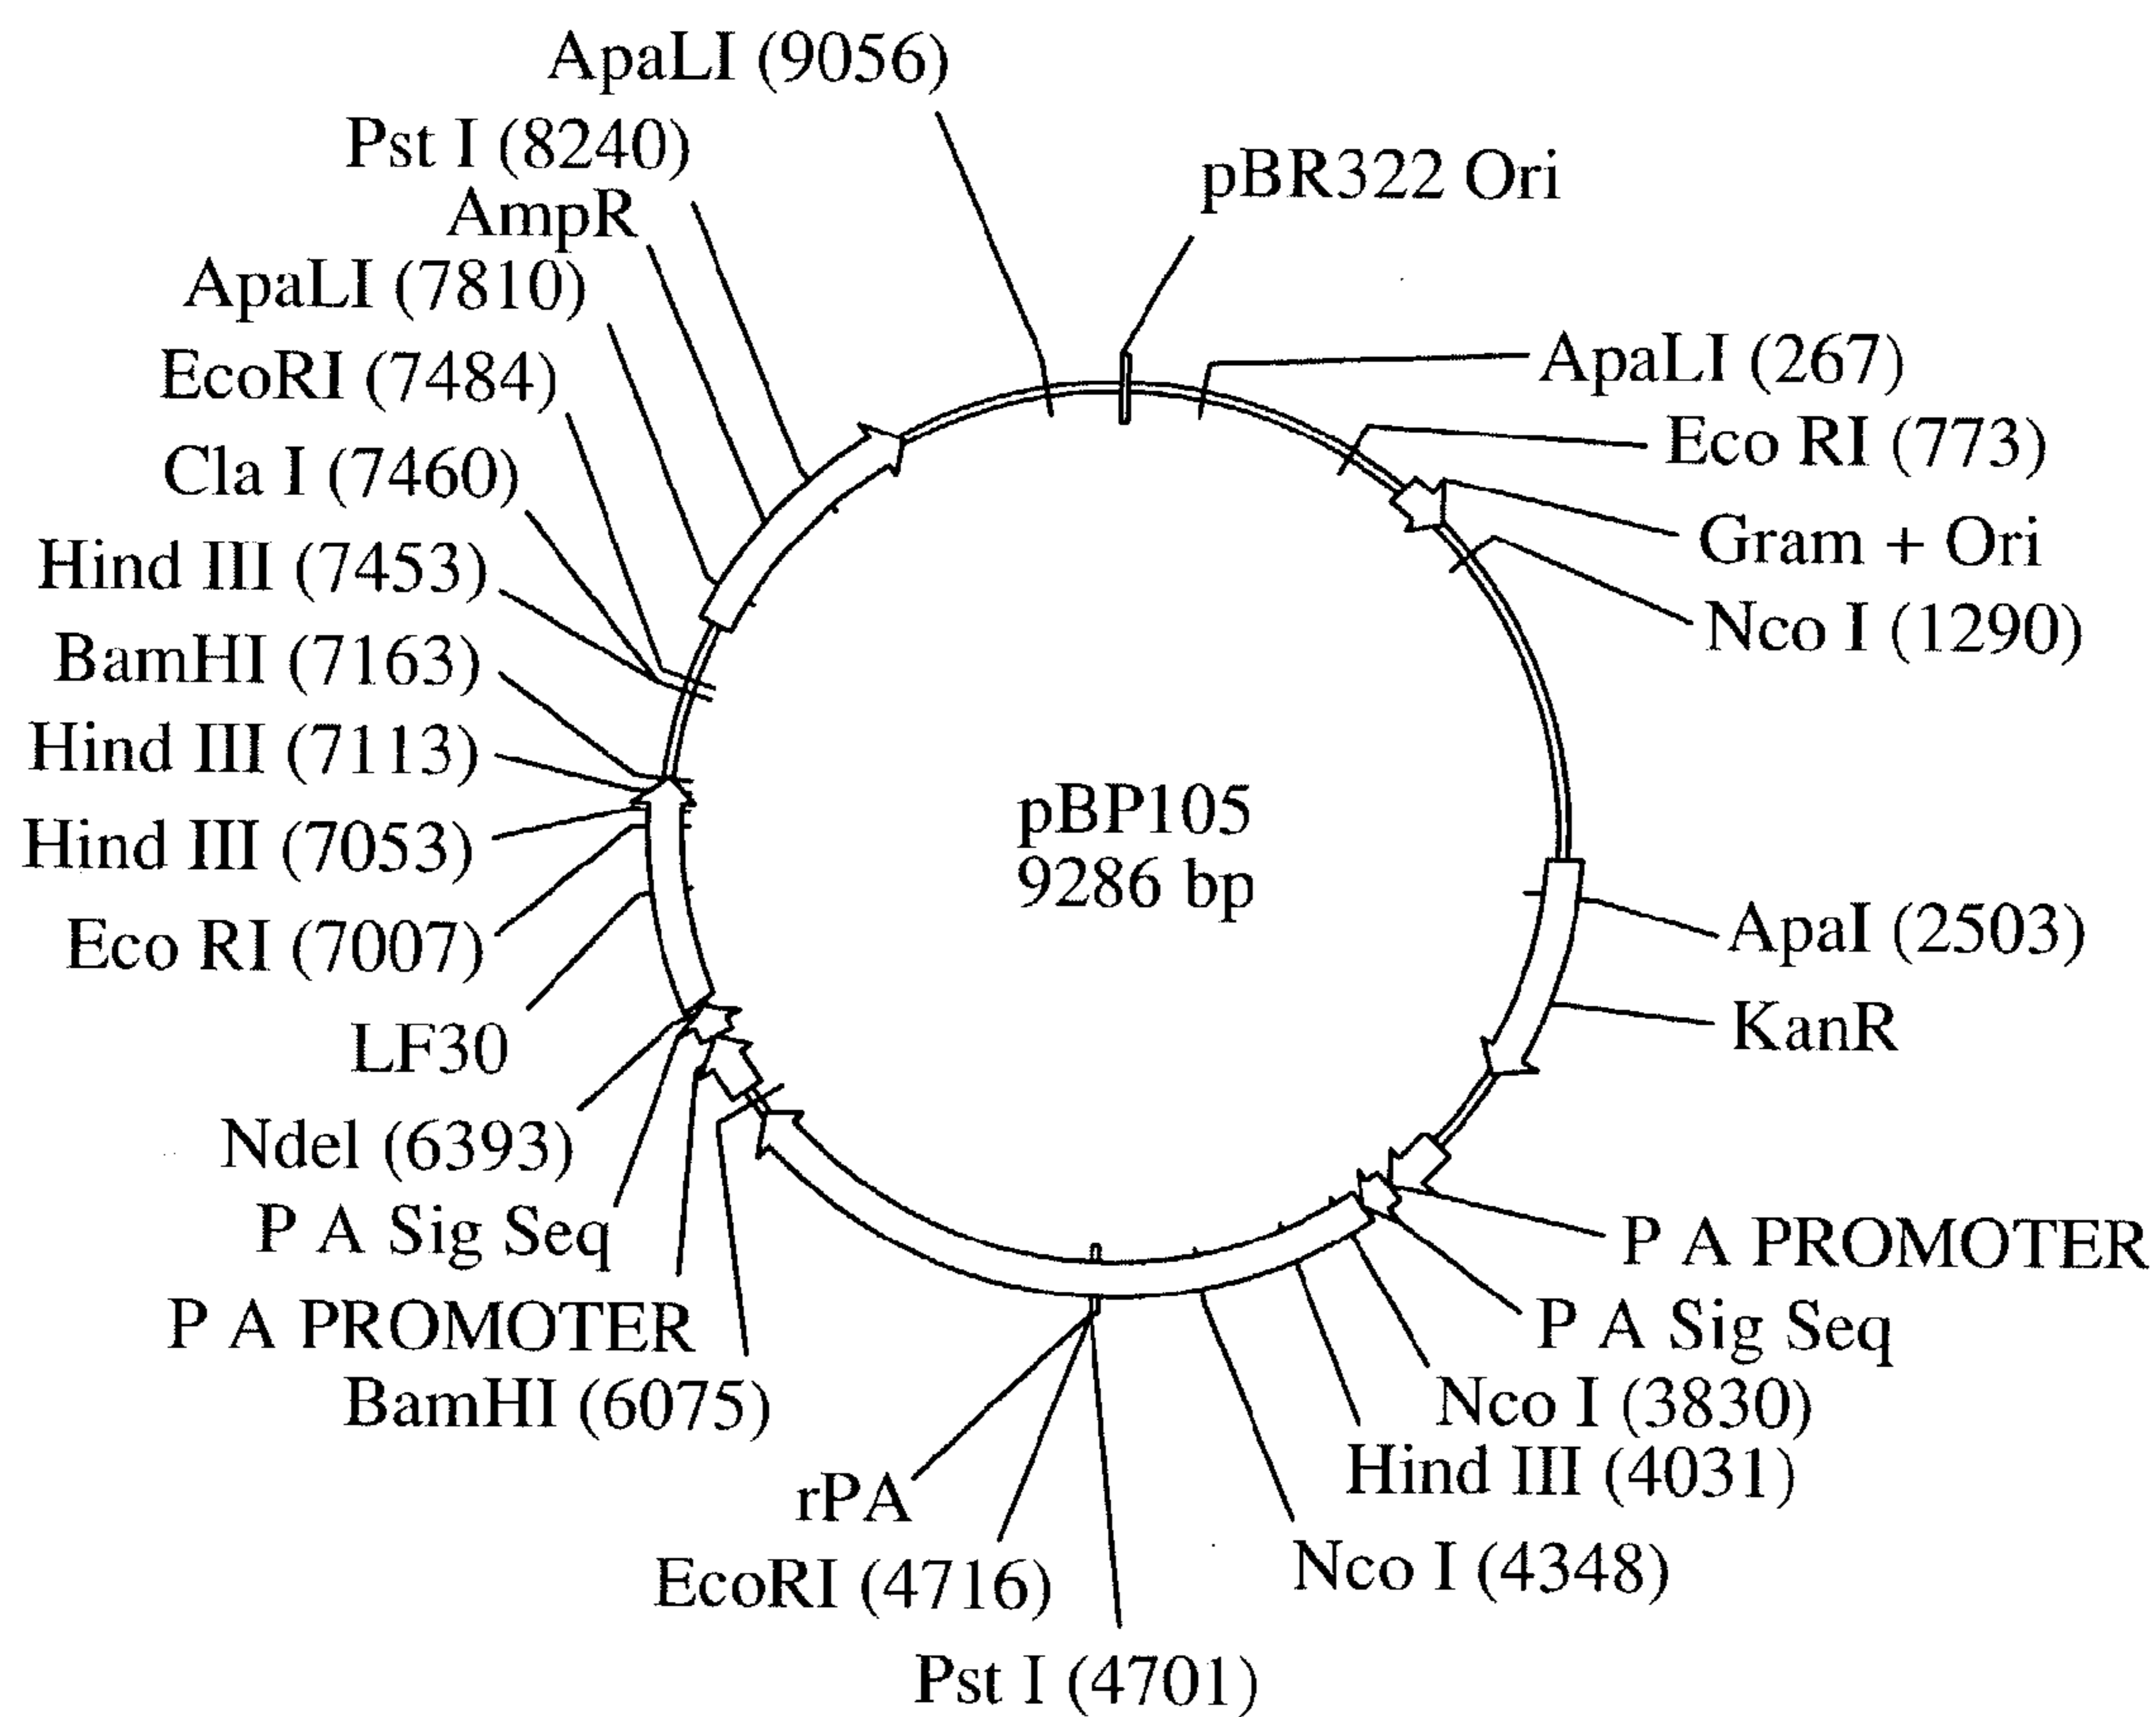 ApaLI (9056)
Pst I (8240)
AmpR
ApaLI (7810)
EcoRI (7484)
Cla I (7460)
Hind III (7453)
BamHI (7163)
Hind III (7113)
Hind III (7053)
Eco RI (7007)
LF30
NdeI (6393)
P A Sig Seq
P A PROMOTER
BamHI (6075)
rPA
EcoRI (4716)
Pst I (4701)
pBR322 Ori
ApaLI (267)
Eco RI (773)
Gram + Ori
Nco I (1290)
pBP105
9286 bp
ApaI (2503)
KanR
P A PROMOTER
P A Sig Seq
Nco I (3830)
Hind III (4031)
Nco I (4348)